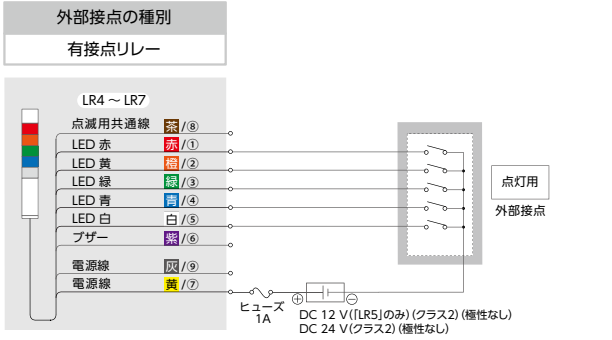 外部接点の種別
有接点リレー
LR4 ~ LR7
点滅用共通線 茶/⑧
LED 赤 赤/①
LED 黄 橙/②
LED 緑 緑/③
LED 青 青/④
LED 白 白/⑤
ブザー 紫/⑥
電源線 灰/⑨
電源線 黄/⑦
点灯用
外部接点
ヒューズ
1A
⊕ ⊖
DC 12 V(「LR5」のみ)(クラス2)(極性なし)
DC 24 V(クラス2)(極性なし)